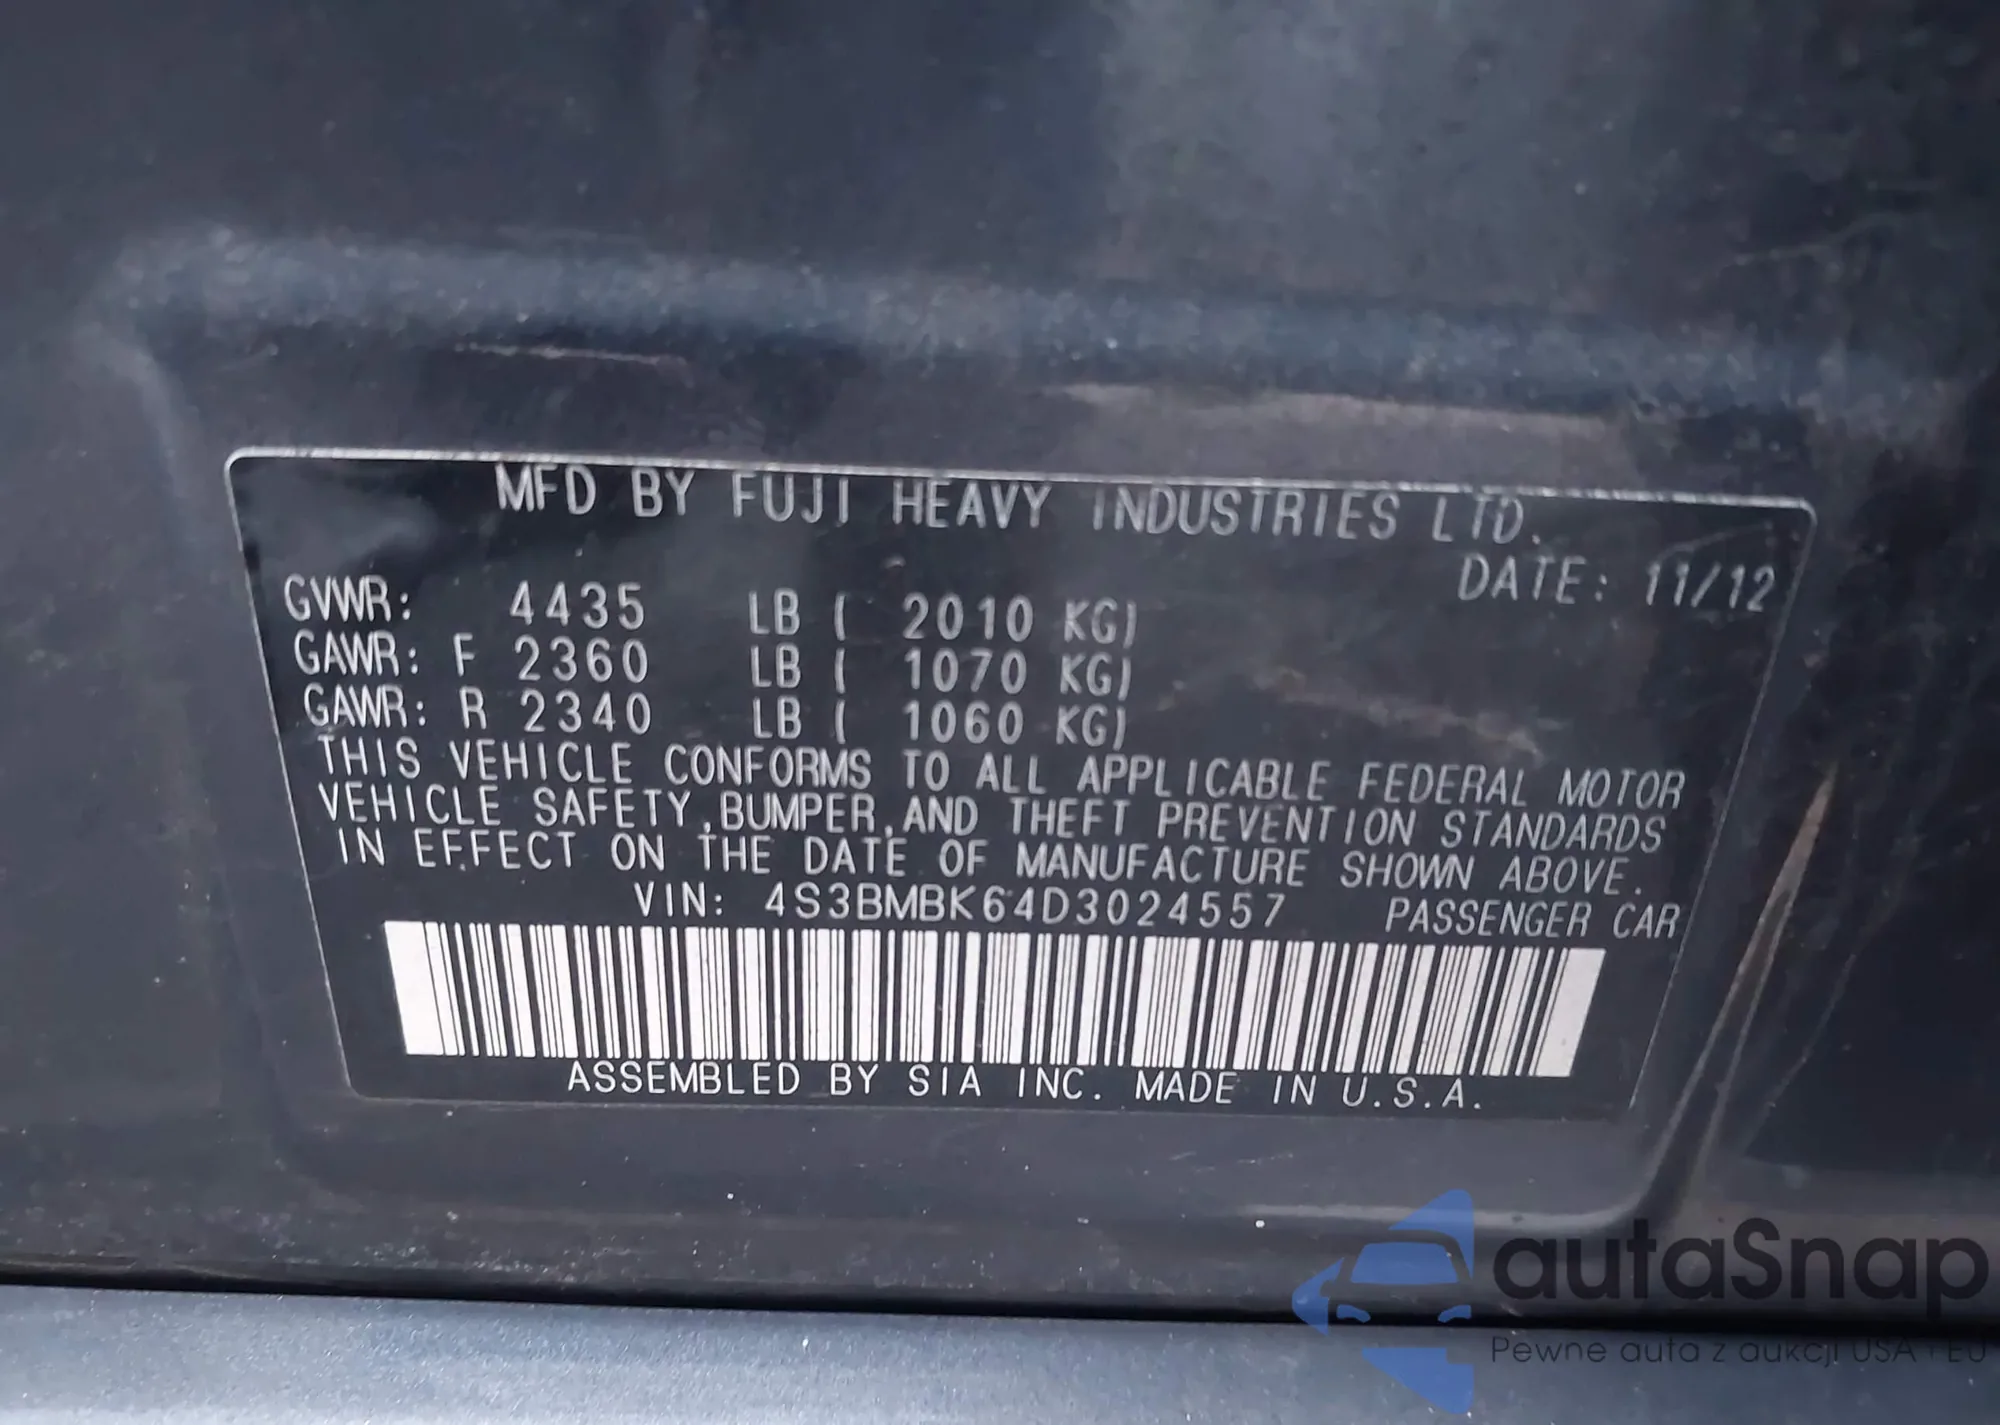 MFD BY FUJI HEAVY INDUSTRIES LTD.
DATE: 11/12
GVWR: 4435 LB ( 2010 KG)
GAWR: F 2360 LB ( 1070 KG)
GAWR: R 2340 LB ( 1060 KG)
THIS VEHICLE CONFORMS TO ALL APPLICABLE FEDERAL MOTOR
VEHICLE SAFETY,BUMPER,AND THEFT PREVENTION STANDARDS
IN EFFECT ON THE DATE OF MANUFACTURE SHOWN ABOVE.
VIN: 4S3BMBK64D3024557 PASSENGER CAR
ASSEMBLED BY SIA INC. MADE IN U.S.A.
autaSnap
Pewne auta z aukcji USA i EU